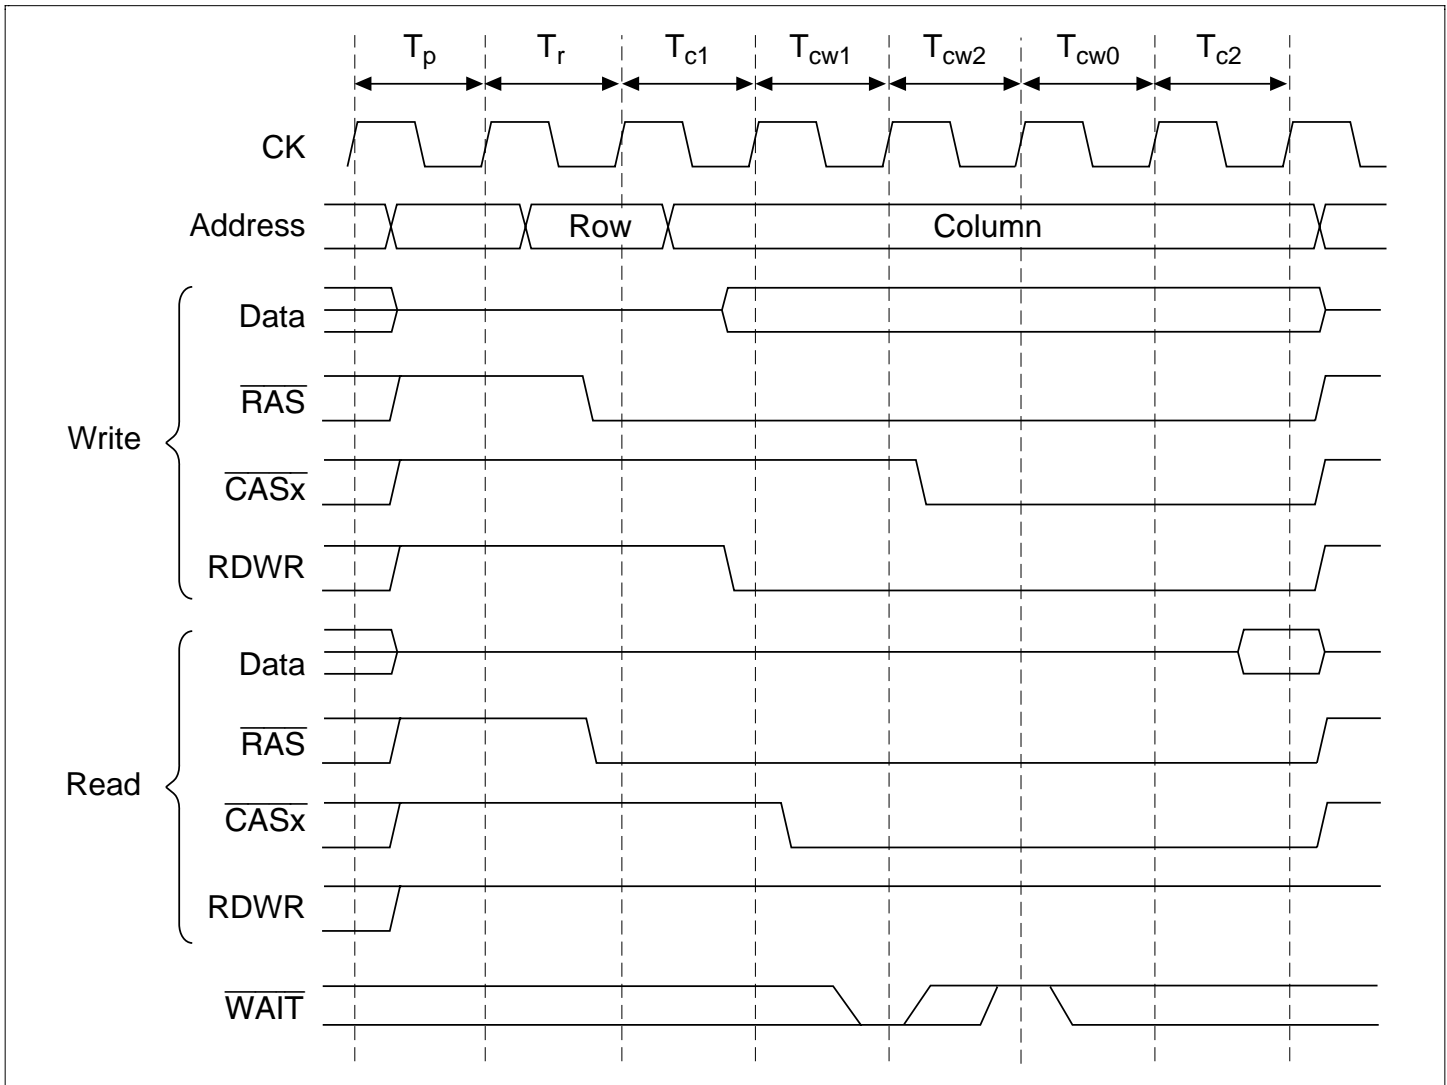 Tp Tr Tc1 Tcw1 Tcw2 Tcw0 Tc2
CK
Address Row Column
Data
RAS
Write
CASx
RDWR
Data
RAS
Read
CASx
RDWR
WAIT